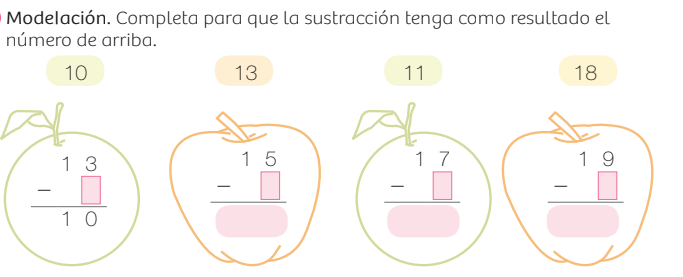 Modelación. Completa para que la sustracción tenga como resultado el
número de arriba.
10 13 11 18
1 3 1 5 1 7 1 9
– – – –
1 0